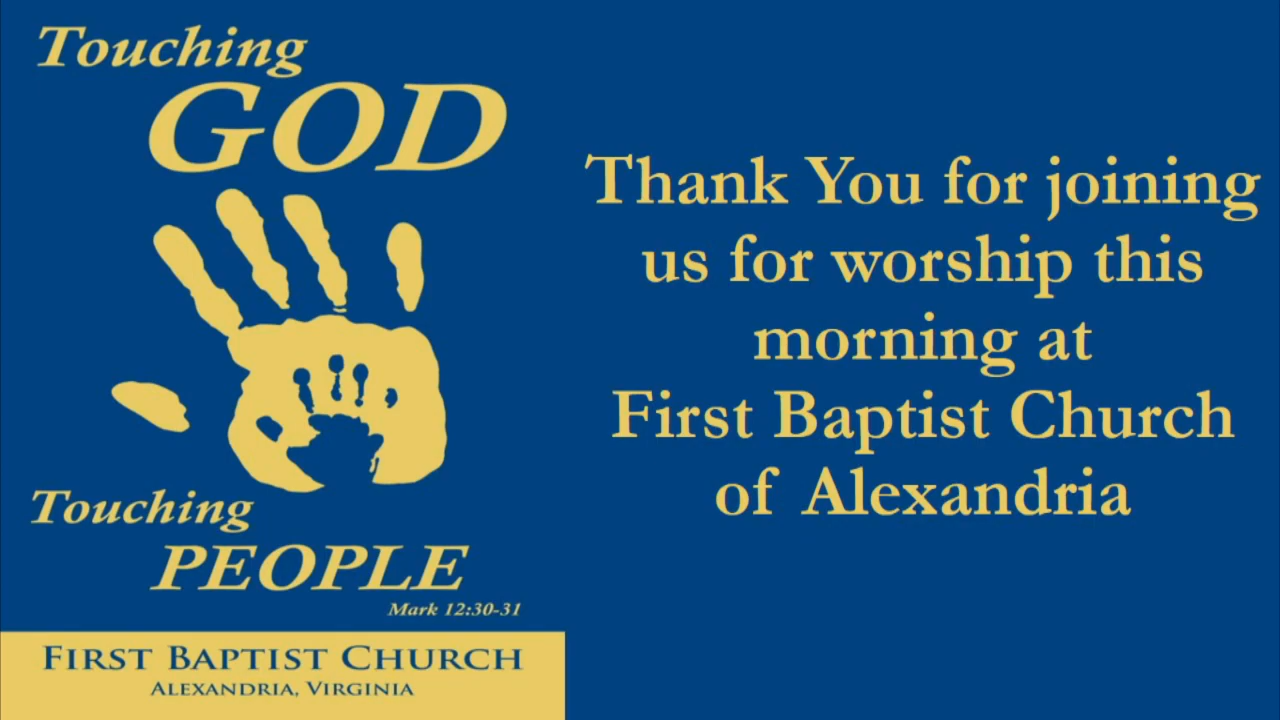 Touching
GOD
Touching
PEOPLE
Mark 12:30-31
FIRST BAPTIST CHURCH
ALEXANDRIA, VIRGINIA
Thank You for joining
us for worship this
morning at
First Baptist Church
of Alexandria